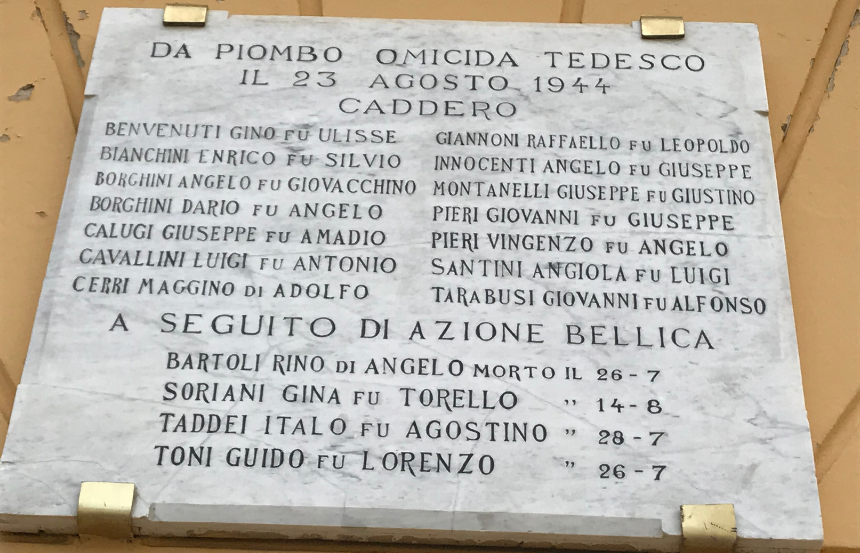 DA PIOMBO OMICIDA TEDESCO
IL 23 AGOSTO 1944
CADDERO
BENVENUTI GINO FU ULISSE
BIANCHINI ENRICO FU SILVIO
BORGHINI ANGELO FU GIOVACCHINO
BORGHINI DARIO FU ANGELO
CALUGI GIUSEPPE FU AMADIO
CAVALLINI LUIGI FU ANTONIO
CERRI MAGGINO DI ADOLFO
GIANNONI RAFFAELLO FU LEOPOLDO
INNOCENTI ANGELO FU GIUSEPPE
MONTANELLI GIUSEPPE FU GIUSTINO
PIERI GIOVANNI FU GIUSEPPE
PIERI VINGENZO FU ANGELO
SANTINI ANGIOLA FU LUIGI
TARABUSI GIOVANNI FU ALFONSO
A SEGUITO DI AZIONE BELLICA
BARTOLI RINO DI ANGELO MORTO IL 26-7
SORIANI GINA FU TORELLO " 14-8
TADDEI ITALO FU AGOSTINO " 28-7
TONI GUIDO FU LORENZO " 26-7